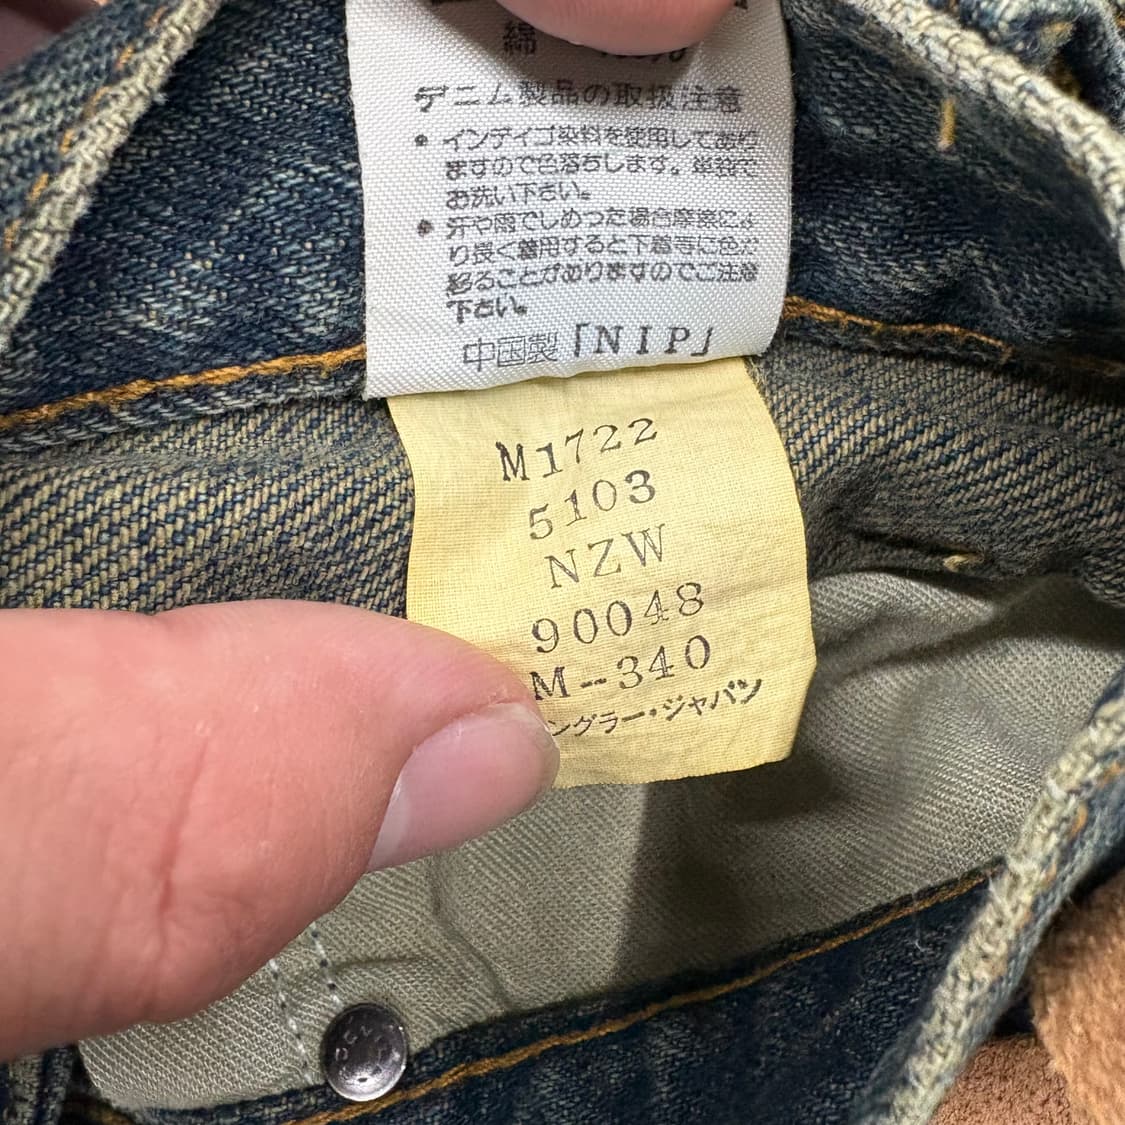 綿
デニム製品の取扱注意
• インディゴ染料を使用してあり
ますので色落ちします。単独で
お洗い下さい。
• 汗や雨でしめった場合摩擦によ
り長く着用すると下着等に色が
移ることがありますのでご注意
下さい。
中国製「NIP」
M1722
5103
NZW
90048
M-340
ングラー・ジャパン